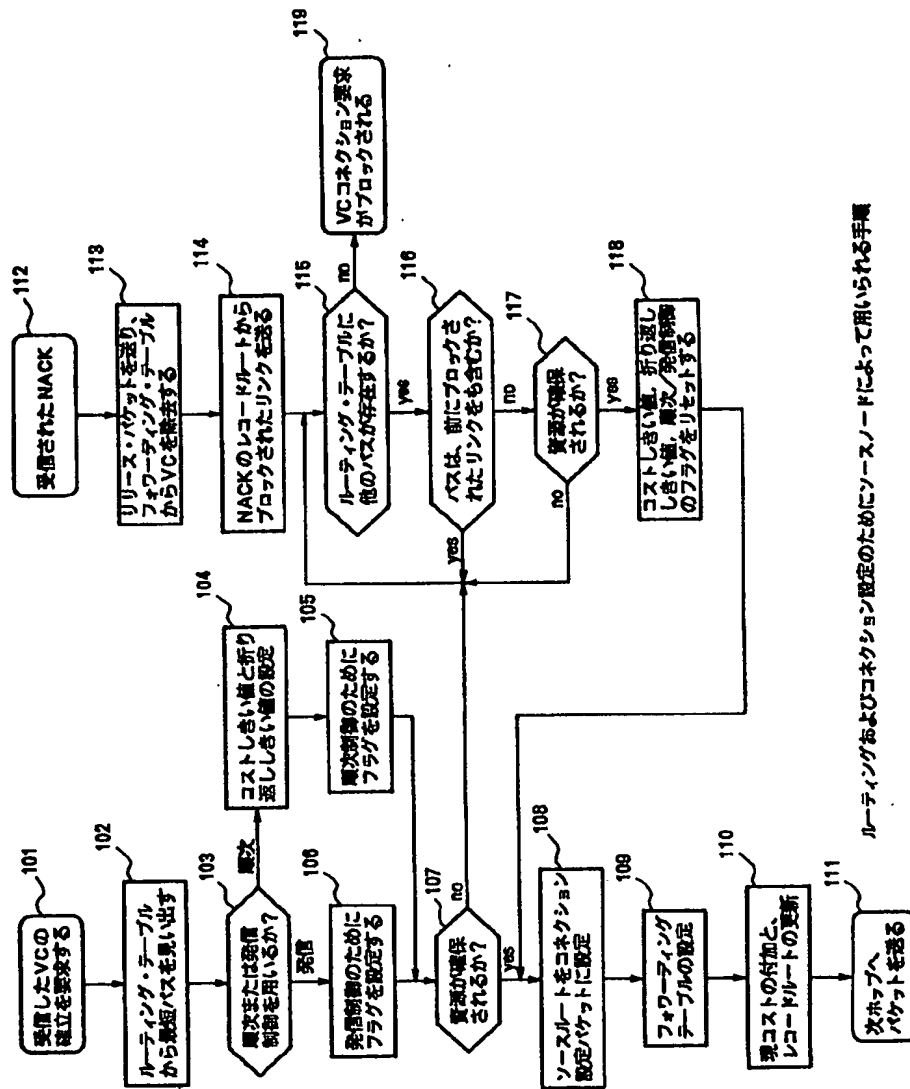 101
受信したVCの
確立を要求する
102
ルーティング・テーブル
から最短パスを見い出す
103
順次または発信
制御を用いるか?
順次
発信
104
コストしきい値と折り
返ししきい値の設定
105
順次制御のために
フラグを設定する
106
発信制御のために
フラグを設定する
107
資源が確保
されるか?
no
yes
108
ソースルートをコネクション
設定パケットに設定
109
フォワーディング
テーブルの設定
110
現コストの付加と、
レコードルートの更新
111
次ホップへ
パケットを送る
112
受信されたNACK
113
リリース・パケットを送り、
フォワーディング・テーブル
からVCを除去する
114
NACKのレコードルートから
ブロックされたリンクを送る
115
ルーティング・テーブルに
他のパスが存在するか?
no
yes
116
パスは、前にブロックさ
れたリンクをも含むか?
yes
no
117
資源が確保
されるか?
no
yes
118
コストしきい値、折り返し
しきい値、順次/発信制御
のフラグをリセットする
119
VCコネクション要求
がブロックされる
ルーティングおよびコネクション設定のためにソースノードによって用いられる手順